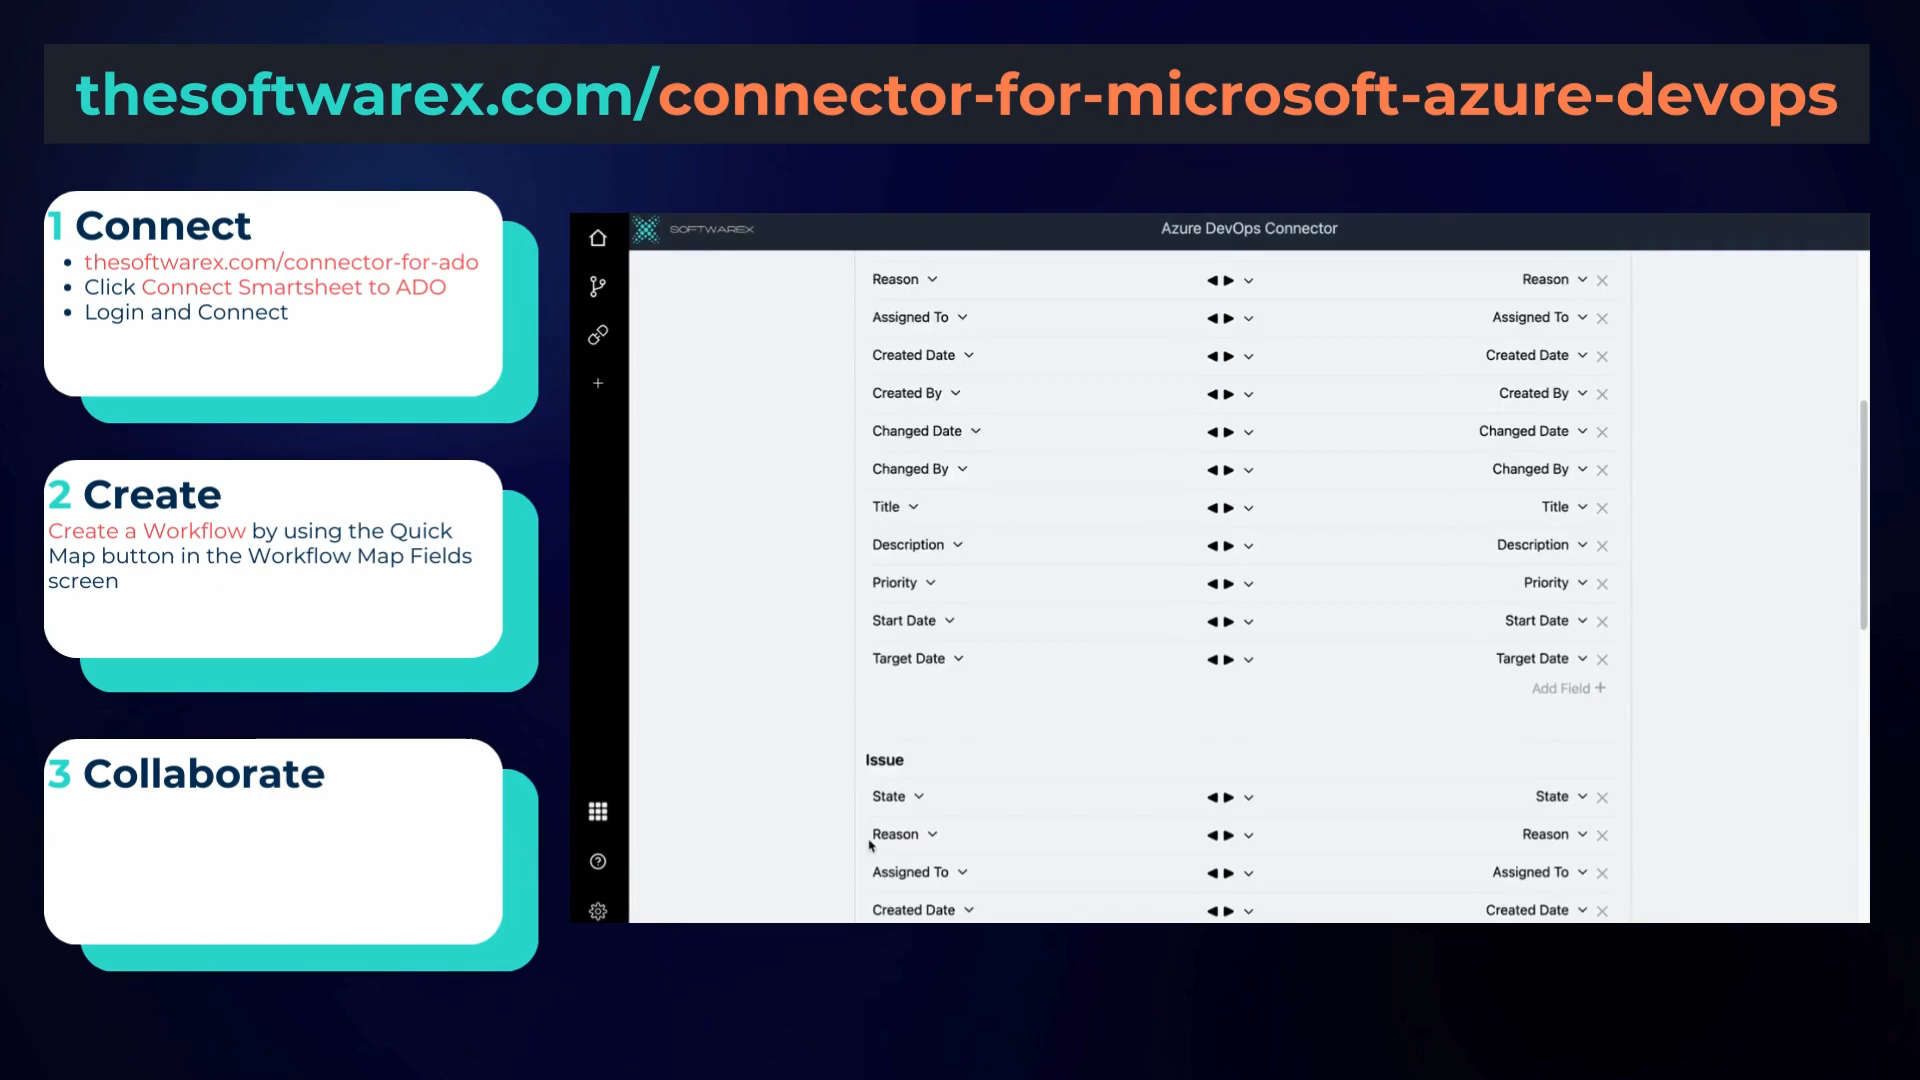 thesoftwarex.com/connector-for-microsoft-azure-devops
1 Connect
• thesoftwarex.com/connector-for-ado
• Click Connect Smartsheet to ADO
• Login and Connect
2 Create
Create a Workflow by using the Quick
Map button in the Workflow Map Fields
screen
3 Collaborate
SOFTWAREX
Azure DevOps Connector
Reason Reason
Assigned To Assigned To
Created Date Created Date
Created By Created By
Changed Date Changed Date
Changed By Changed By
Title Title
Description Description
Priority Priority
Start Date Start Date
Target Date Target Date
Add Field +
Issue
State State
Reason Reason
Assigned To Assigned To
Created Date Created Date